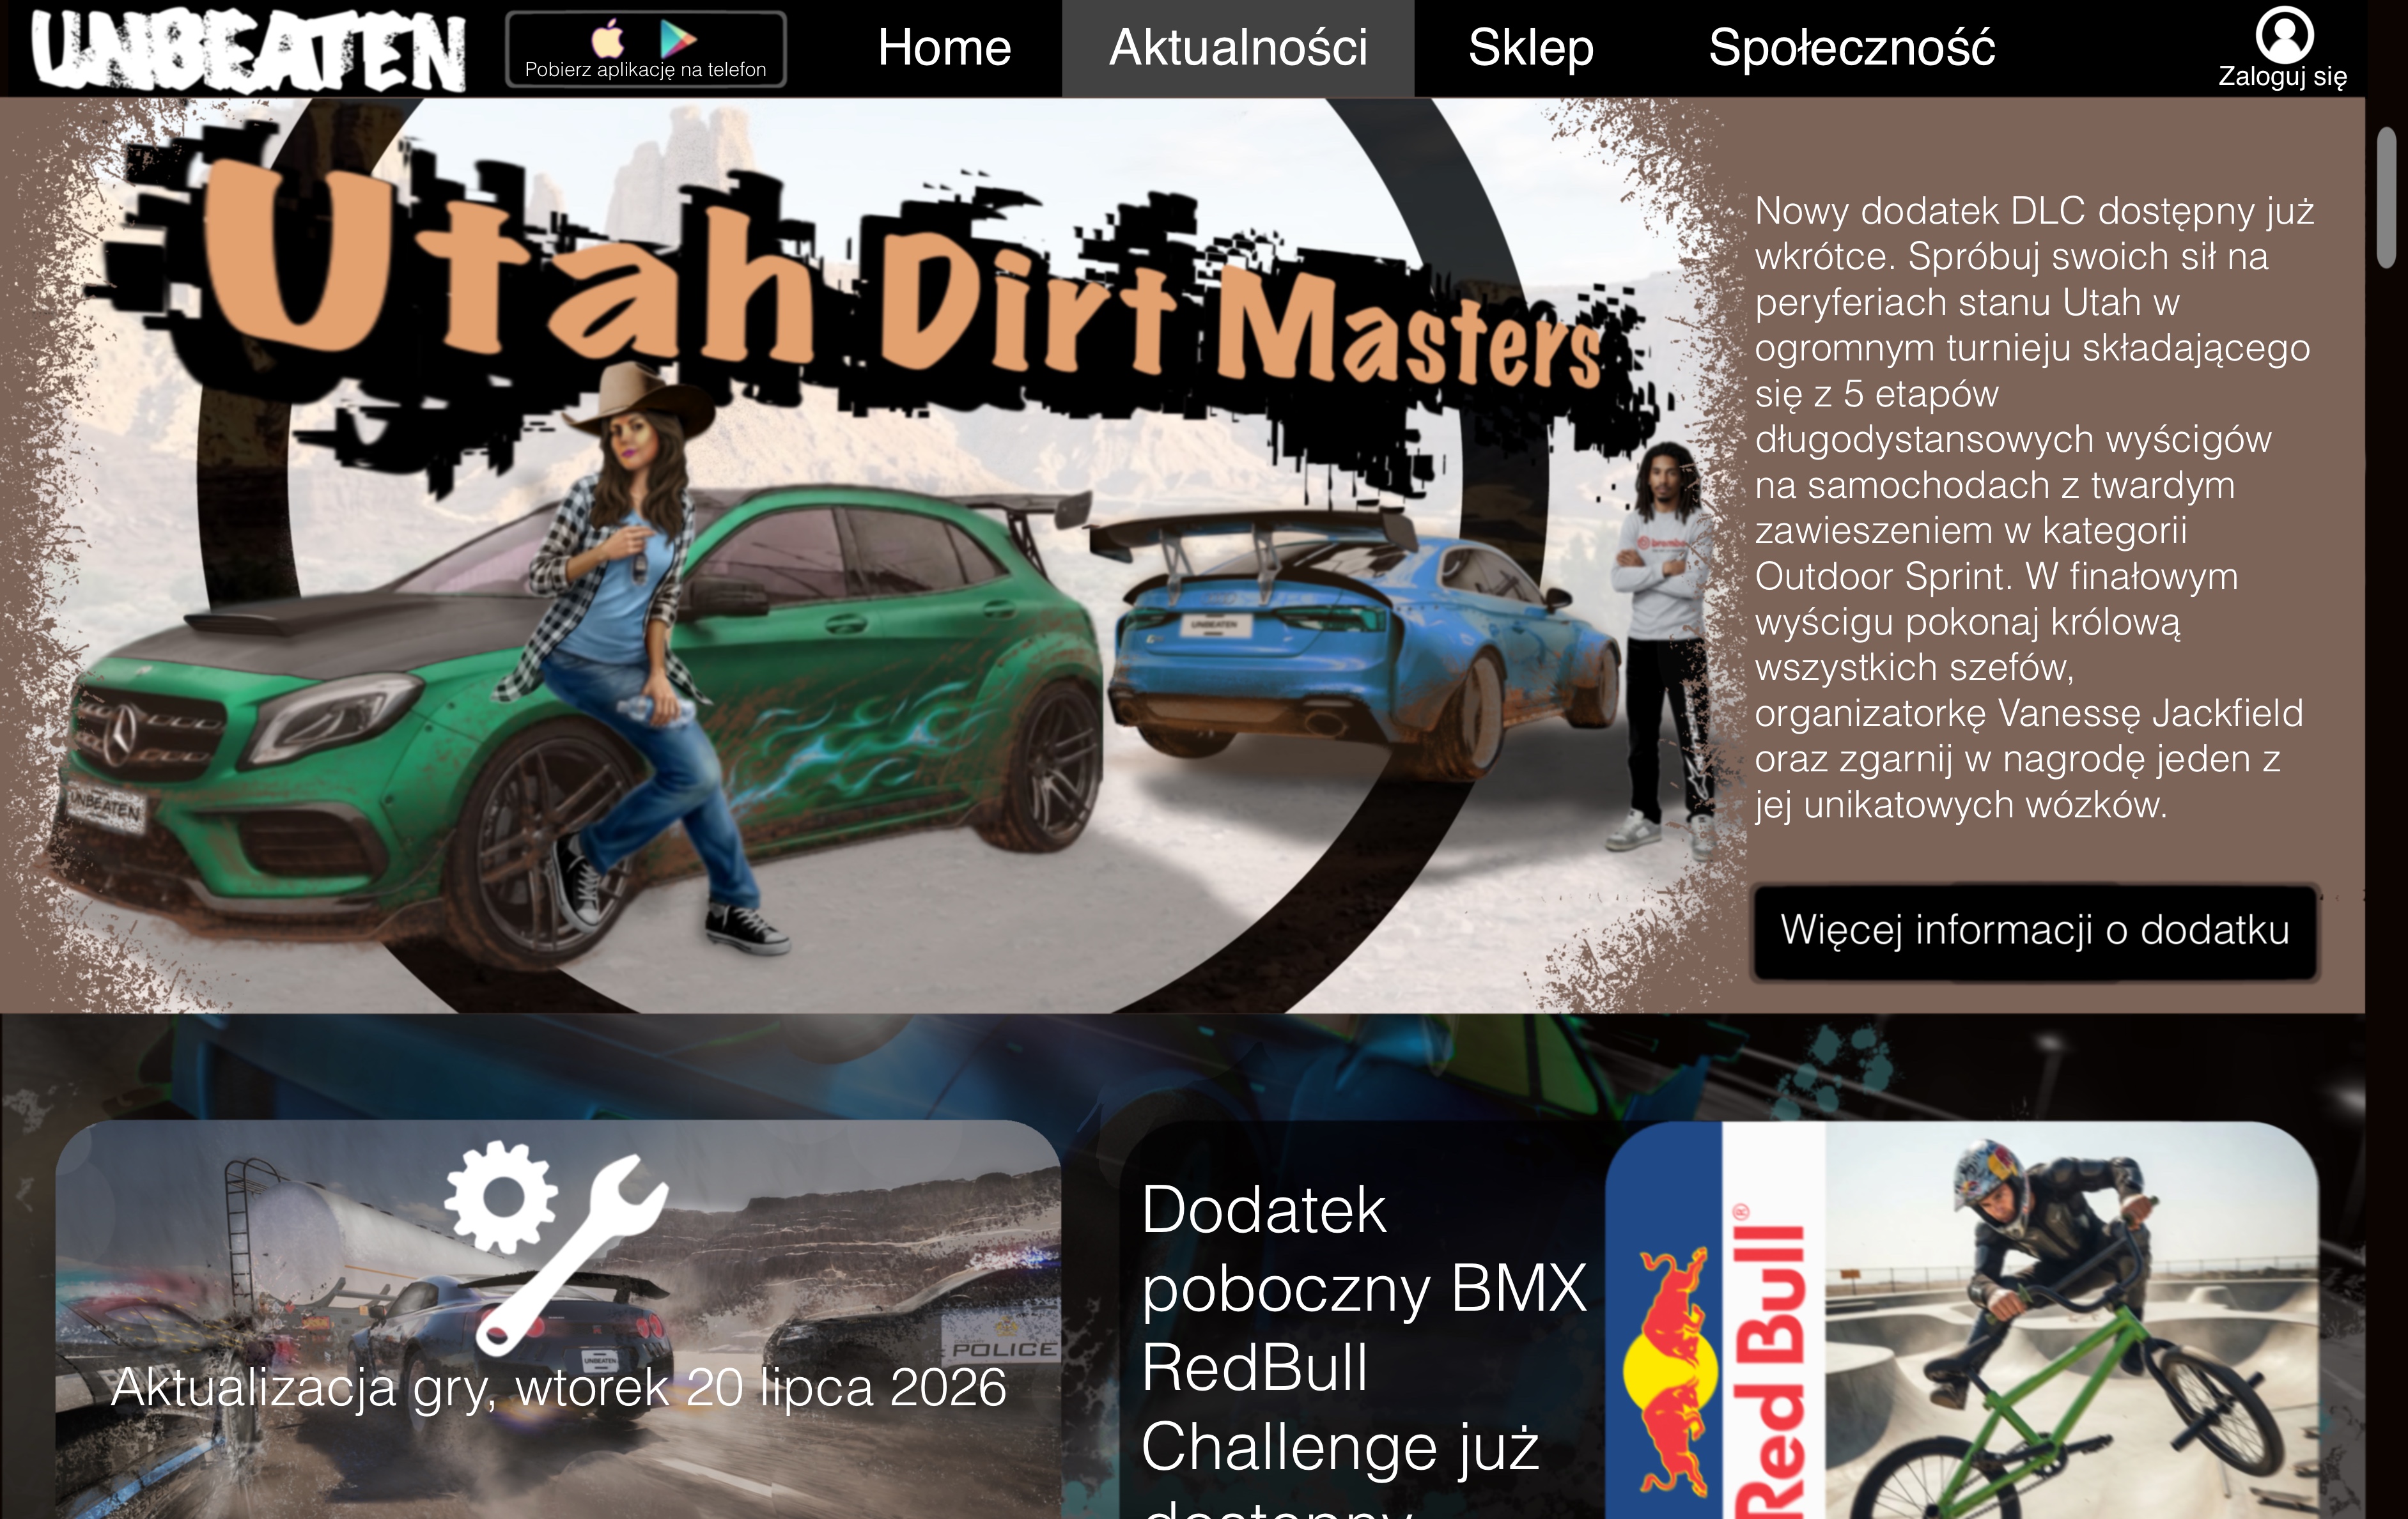 UNBEATEN
Pobierz aplikację na telefon
Home
Aktualności
Sklep
Społeczność
Zaloguj się
Utah Dirt Masters
Nowy dodatek DLC dostępny już
wkrótce. Spróbuj swoich sił na
peryferiach stanu Utah w
ogromnym turnieju składającego
się z 5 etapów
długodystansowych wyścigów
na samochodach z twardym
zawieszeniem w kategorii
Outdoor Sprint. W finałowym
wyścigu pokonaj królową
wszystkich szefów,
organizatorkę Vanessę Jackfield
oraz zgarnij w nagrodę jeden z
jej unikatowych wózków.
Więcej informacji o dodatku
UNBEATEN
UNBEATEN
brembo
Aktualizacja gry, wtorek 20 lipca 2026
UNBEATEN
POLICE
Dodatek
poboczny BMX
RedBull
Challenge już
dostępny
Red Bull®